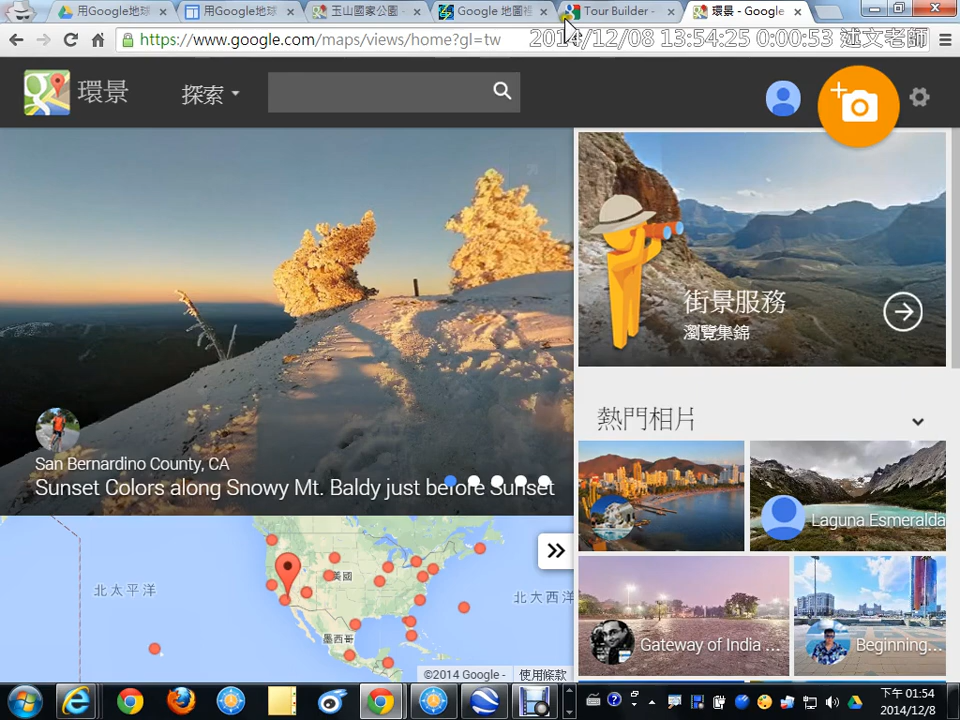 用Google地球
用Google地球
玉山國家公園 -
Google 地圖
Tour Builder -
環景 - Google
https://www.google.com/maps/views/home?gl=tw
2014/12/08 13:54:25 0:00:53 述文老師
環景
探索
街景服務
瀏覽集錦
San Bernardino County, CA
Sunset Colors along Snowy Mt. Baldy just before Sunset
熱門相片
Laguna Esmeralda
Gateway of India ...
Beginning...
北太平洋
美國
北大西洋
墨西哥
©2014 Google -
使用條款
下午 01:54
2014/12/8